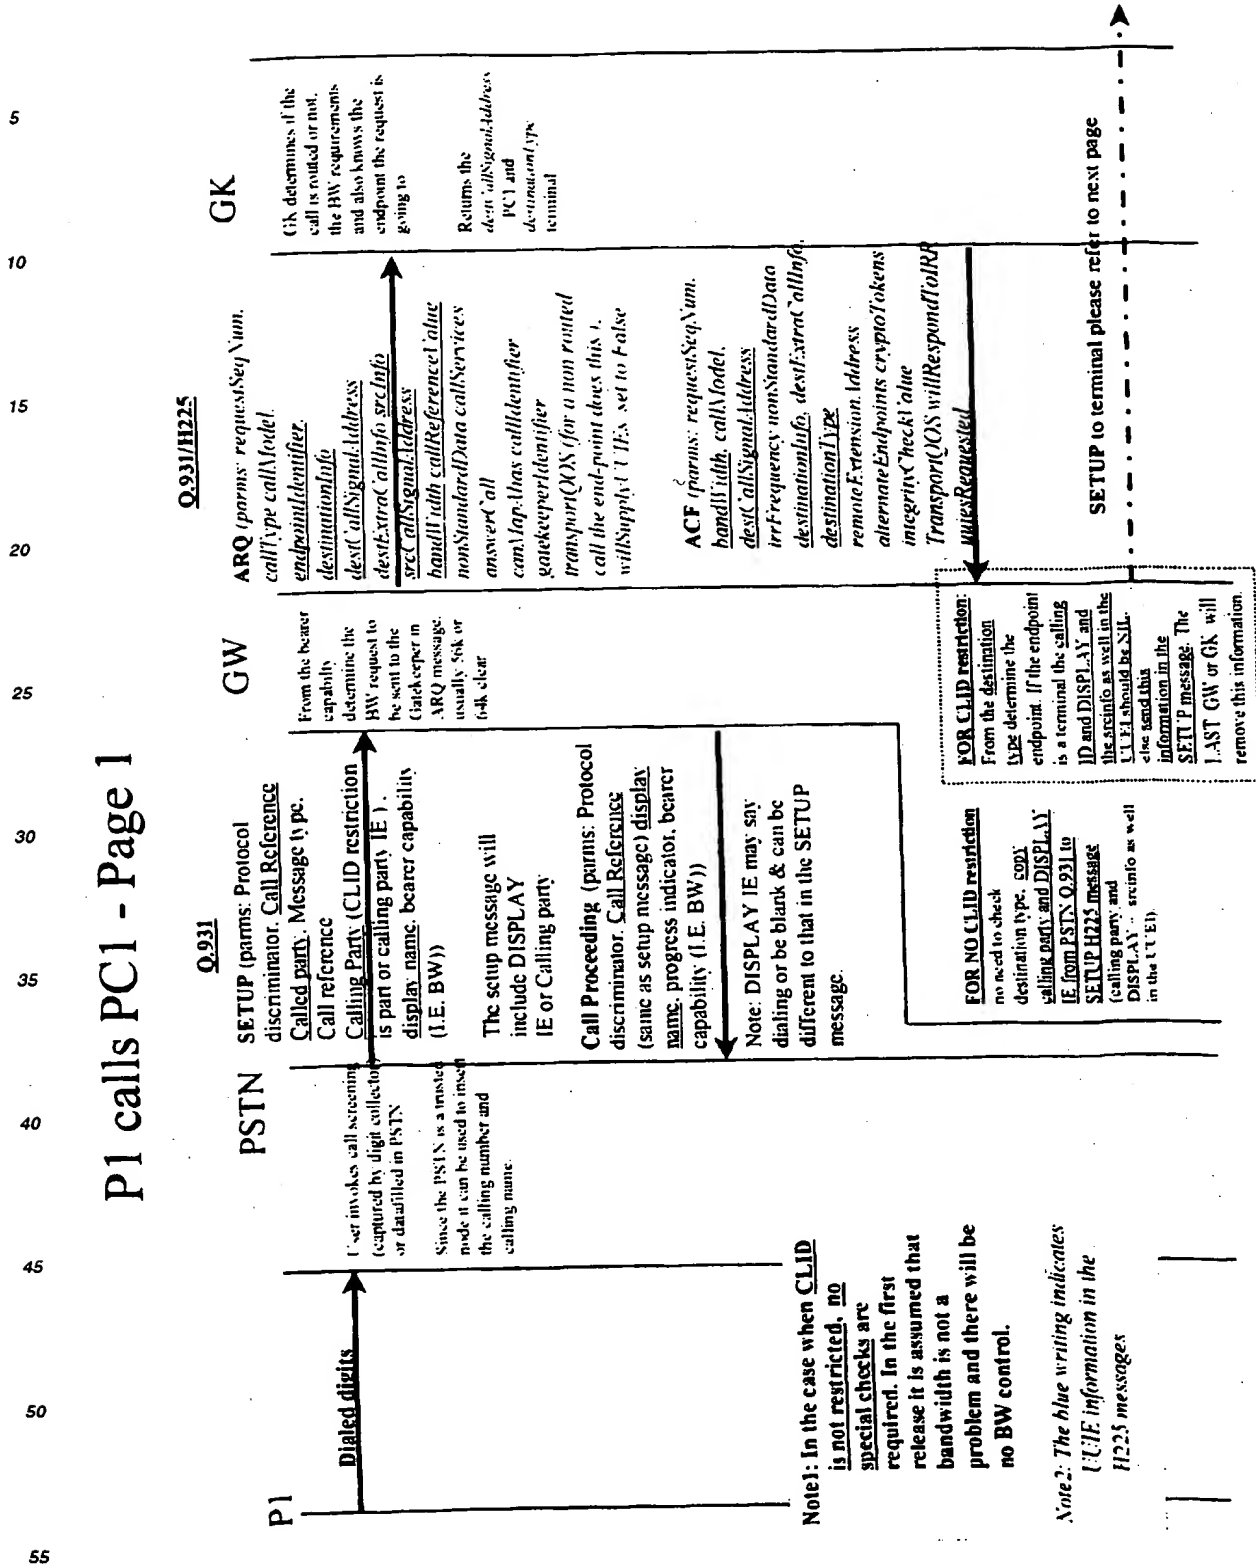 P1 calls PC1 - Page 1
P1
Dialed digits
PSTN
User invokes call screening
(captured by digit collector
or datafilled in PSTN
Since the PSTN is a trusted
node it can be used to insert
the calling number and
calling name.
Q.931
SETUP (parms: Protocol
discriminator, Call Reference
Called party, Message type,
Call reference
Calling Party (CLID restriction
is part or calling party IE ),
display name, bearer capability
(I.E. BW))
The setup message will
include DISPLAY
IE or Calling party
Call Proceeding (parms: Protocol
discriminator, Call Reference
(same as setup message) display
name, progress indicator, bearer
capability (I.E. BW))
Note: DISPLAY IE may say
dialing or be blank & can be
different to that in the SETUP
message.
GW
From the bearer
capabilty
determine the
BW request to
be sent to the
Gatekeeper in
ARQ message.
usually 56k or
64k clear
Q.931/H225
ARQ (parms: requestSeqNum,
callType callModel,
endpointIdentifier,
destinationInfo
destCallSignalAddress
destExtraCallInfo srcInfo
srcCallSignalAddress
bandWidth callReferenceValue
nonStandardData callServices
answerCall
canMapAlhas callIdentifier
gatekeeperIdentifier
transportQOS (for a non routed
call the end-point does this ),
willSupplyUUIEs set to False
ACF (parms: requestSeqNum,
bandWidth, callModel,
destCallSignalAddress
irrFrequency nonStandardData
destinationInfo, destExtraCallInfo,
destinationType
remoteExtensionAddress
alternateEndpoints cryptoTokens
integrityCheckValue
TransportQOS willRespondToIRR
uuiesRequested
GK
GK determines if the
call is routed or not,
the BW requirements
and also knows the
endpoint the request is
going to
Returns the
destCallSignalAddress
PC1 and
destinationtype
terminal
SETUP to terminal please refer to next page
FOR NO CLID restriction
no need to check
destination type, copy
calling party and DISPLAY
IE from PSTN Q.931 to
SETUP H225 message
(calling party and
DISPLAY srcinfo as well
in the UUEI).
FOR CLID restriction:
From the destination
type determine the
endpoint. If the endpoint
is a terminal the calling
ID and DISPLAY and
the srcinfo as well in the
UUEI should be NIL,
else send this
information in the
SETUP message. The
LAST GW or GK will
remove this information.
Note1: In the case when CLID
is not restricted, no
special checks are
required. In the first
release it is assumed that
bandwidth is not a
problem and there will be
no BW control.
Note2: The blue writing indicates
UUIE information in the
H225 messages
5
10
15
20
25
30
35
40
45
50
55